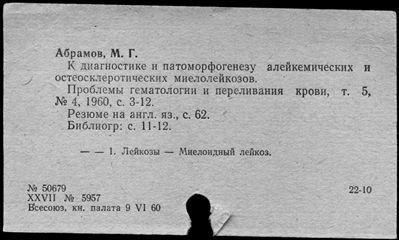 Абрамов, М. Г.
К диагностике и патоморфогенезу алейкемических и
остеосклеротических миелолейкозов.
Проблемы гематологии и переливания крови, т. 5,
№ 4, 1960, с. 3-12.
Резюме на англ. яз., с. 62.
Библиогр: с. 11-12.
— — 1. Лейкозы — Миелоидный лейкоз.
№ 50679
XXVII № 5957
Всесоюз. кн. палата 9 VI 60
22-10